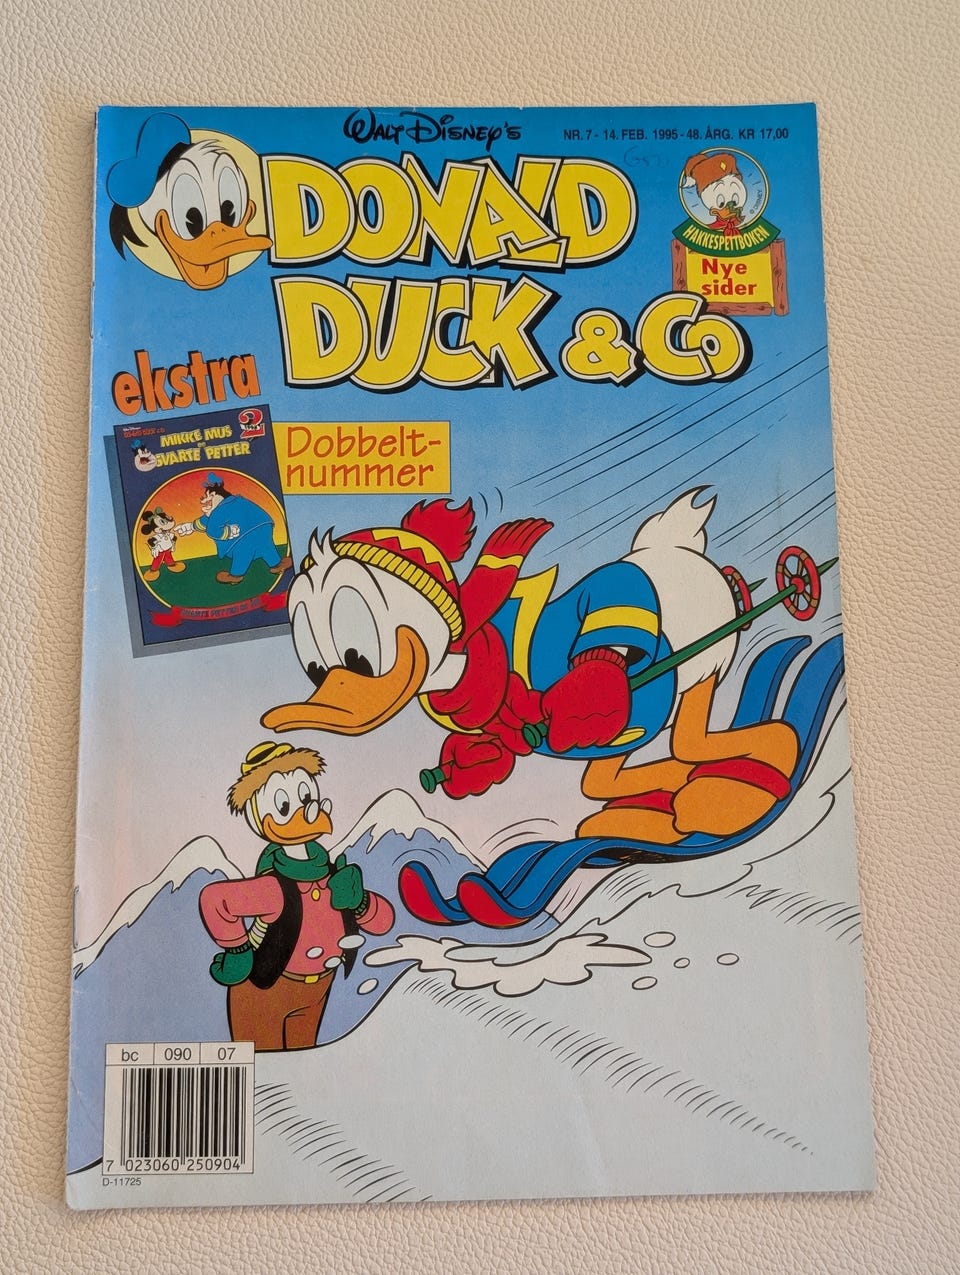 Walt Disney's
NR. 7 - 14. FEB. 1995 - 48. ÅRG. KR 17,00
DONALD
DUCK & Co
© DISNEY
HAKKESPETTBOKEN
Nye
sider
ekstra
MIKKE MUS
SVARTE PETTER
2
Dobbelt-
nummer
bc 090 07
7 023060 250904
D-11725